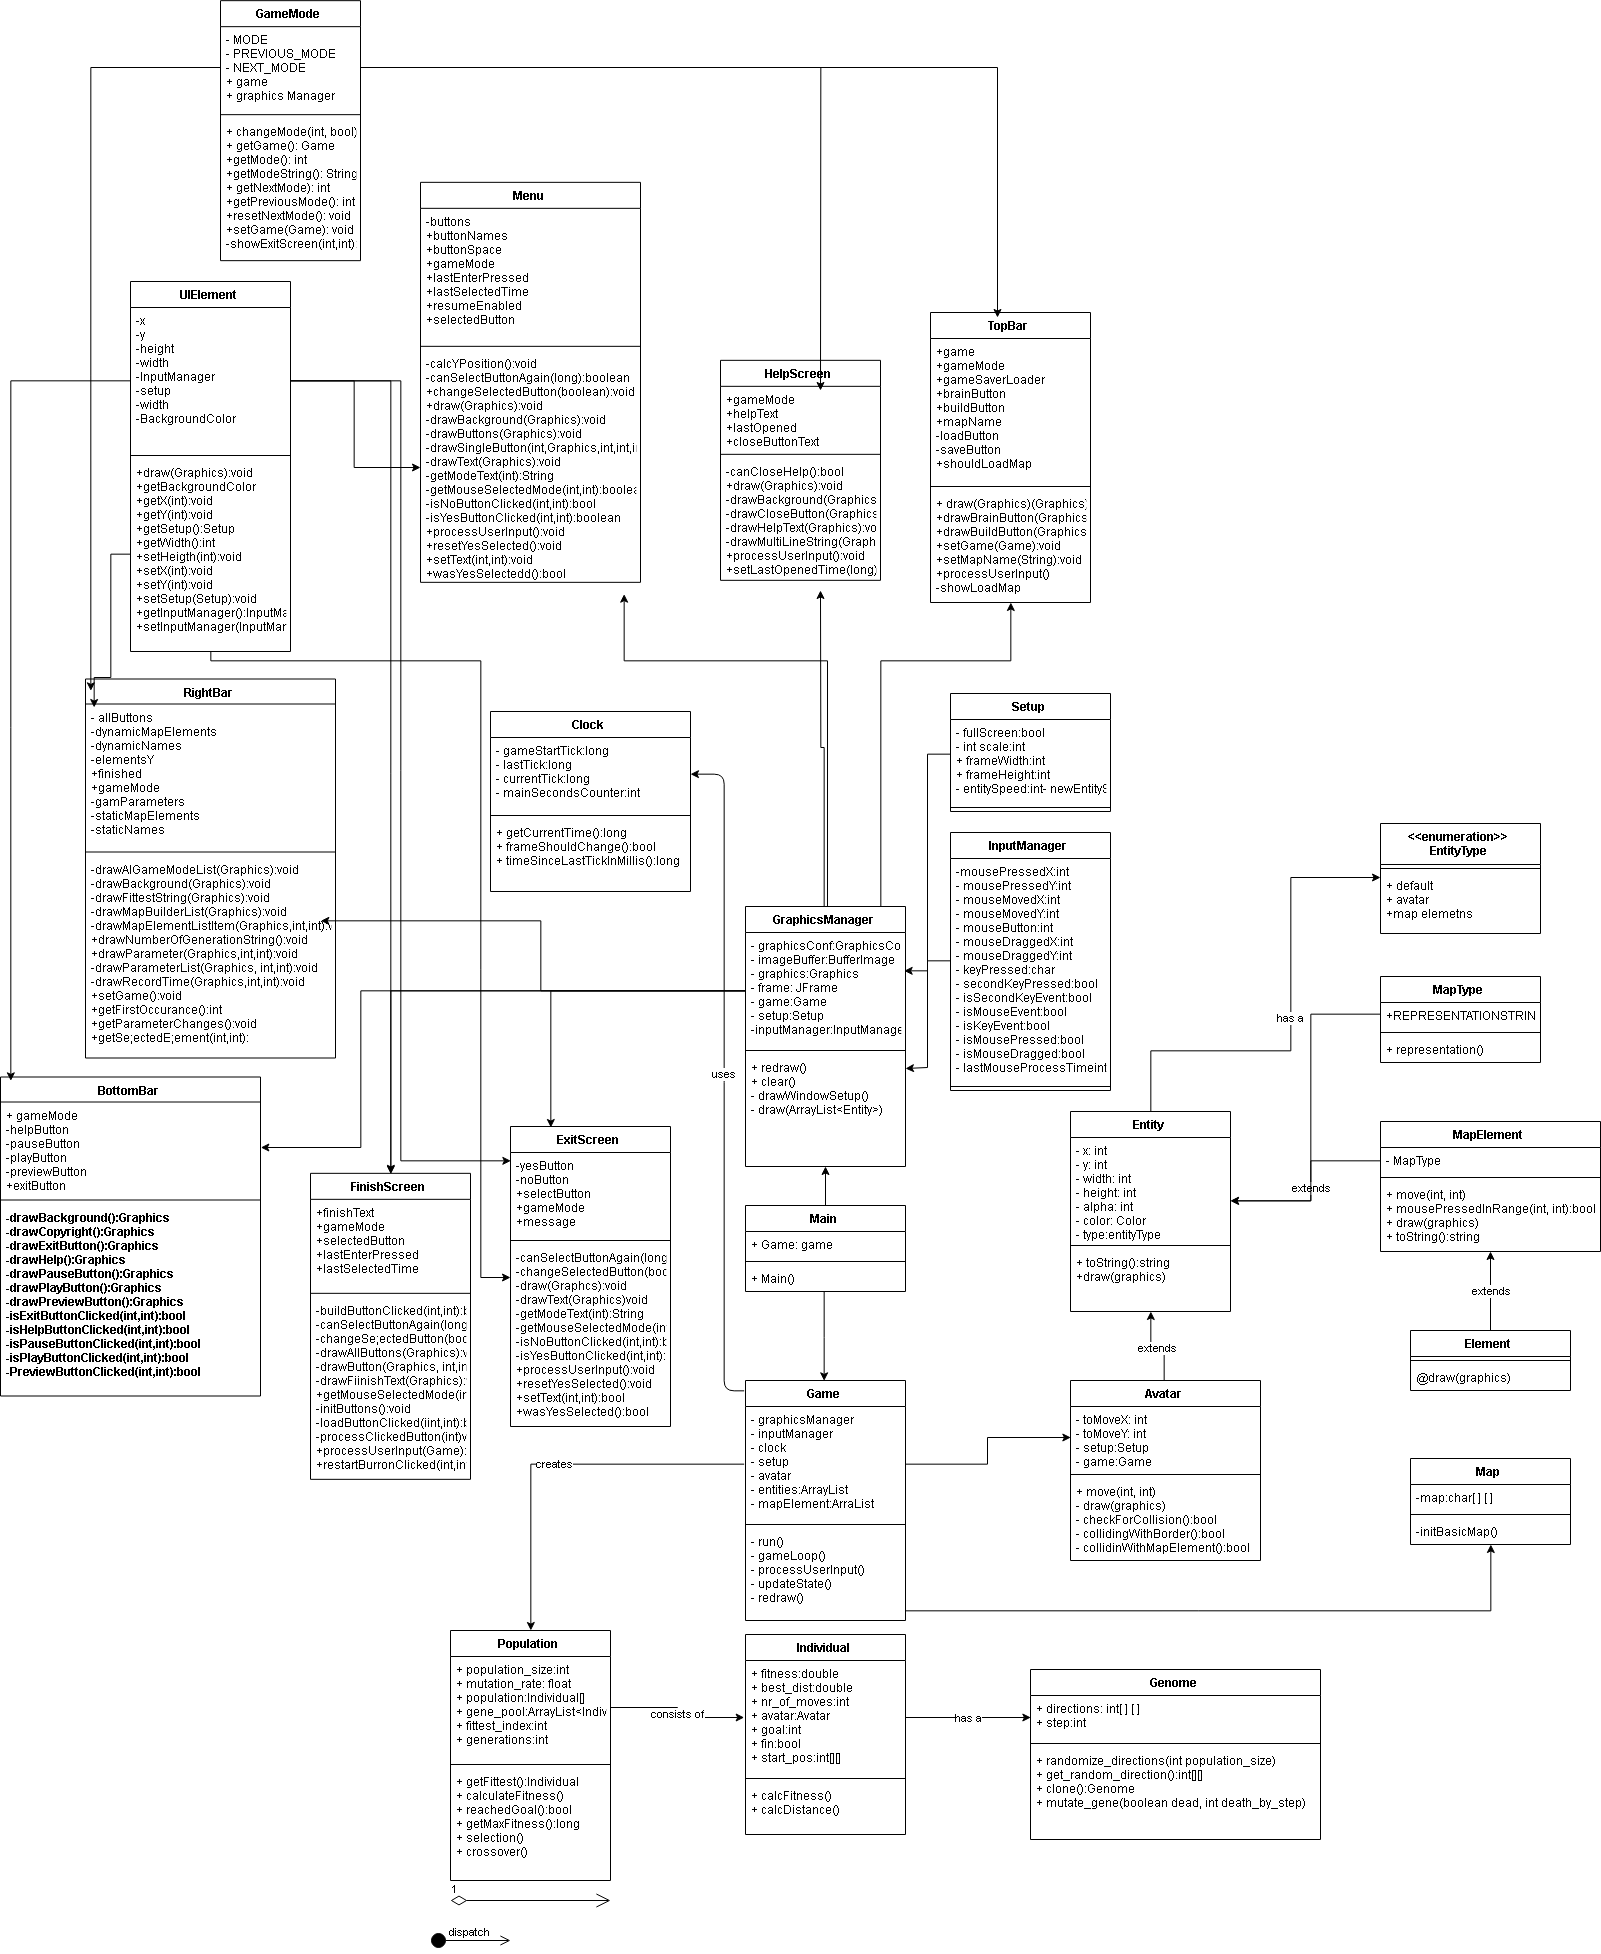 GameMode
- MODE
- PREVIOUS_MODE
- NEXT_MODE
+ game
+ graphics Manager
+ changeMode(int, bool)
+ getGame(): Game
+getMode(): int
+getModeString(): String
+ getNextMode): int
+getPreviousMode(): int
+resetNextMode(): void
+setGame(Game): void
-showExitScreen(int,int):
Menu
-buttons
+buttonNames
+buttonSpace
+gameMode
+lastEnterPressed
+lastSelectedTime
+resumeEnabled
+selectedButton
-calcYPosition():void
-canSelectButtonAgain(long):boolean
+changeSelectedButton(boolean):void
+draw(Graphics):void
-drawBackground(Graphics):void
-drawButtons(Graphics):void
-drawSingleButton(int,Graphics,int,int,i
-drawText(Graphics):void
-getModeText(int):String
-getMouseSelectedMode(int,int):boolea
-isNoButtonClicked(int,int):bool
-isYesButtonClicked(int,int):boolean
+processUserInput():void
+resetYesSelected():void
+setText(int,int):void
+wasYesSelectedd():bool
UIElement
-x
-y
-height
-width
-InputManager
-setup
-width
-BackgroundColor
+draw(Graphics):void
+getBackgroundColor
+getX(int):void
+getY(int):void
+getSetup():Setup
+getWidth():int
+setHeigth(int):void
+setX(int):void
+setY(int):void
+setSetup(Setup):void
+getInputManager():InputMa
+setInputManager(InputMar
HelpScreen
+gameMode
+helpText
+lastOpened
+closeButtonText
-canCloseHelp():bool
+draw(Graphics):void
-drawBackground(Graphics
-drawCloseButton(Graphics
-drawHelpText(Graphics):vo
-drawMultiLineString(Graph
+processUserInput():void
+setLastOpenedTime(long)
TopBar
+game
+gameMode
+gameSaverLoader
+brainButton
+buildButton
+mapName
-loadButton
-saveButton
+shouldLoadMap
+ draw(Graphics)(Graphics
+drawBrainButton(Graphics
+drawBuildButton(Graphics
+setGame(Game):void
+setMapName(String):void
+processUserInput()
-showLoadMap
RightBar
- allButtons
-dynamicMapElements
-dynamicNames
-elementsY
+finished
+gameMode
-gamParameters
-staticMapElements
-staticNames
-drawAIGameModeList(Graphics):void
-drawBackground(Graphics):void
-drawFittestString(Graphics):void
-drawMapBuilderList(Graphics):void
-drawMapElementListItem(Graphics,int,int):v
+drawNumberOfGenerationString():void
+drawParameter(Graphics,int,int):void
-drawParameterList(Graphics, int,int):void
-drawRecordTime(Graphics,int,int):void
+setGame():void
+getFirstOccurance():int
+getParameterChanges():void
+getSe;ectedE;ement(int,int):
Clock
- gameStartTick:long
- lastTick:long
- currentTick:long
- mainSecondsCounter:int
+ getCurrentTime():long
+ frameShouldChange():bool
+ timeSinceLastTickInMillis():long
Setup
- fullScreen:bool
- int scale:int
+ frameWidth:int
+ frameHeight:int
- entitySpeed:int- newEntityS
InputManager
-mousePressedX:int
- mousePressedY:int
- mouseMovedX:int
- mouseMovedY:int
- mouseButton:int
- mouseDraggedX:int
- mouseDraggedY:int
- keyPressed:char
- secondKeyPressed:bool
- isSecondKeyEvent:bool
- isMouseEvent:bool
- isKeyEvent:bool
- isMousePressed:bool
- isMouseDragged:bool
- lastMouseProcessTimeint
GraphicsManager
- graphicsConf:GraphicsCo
- imageBuffer:BufferImage
- graphics:Graphics
- frame: JFrame
- game:Game
- setup:Setup
-inputManager:InputManage
+ redraw()
+ clear()
- drawWindowSetup()
- draw(ArrayList<Entity>)
<<enumeration>>
EntityType
+ default
+ avatar
+map elemetns
has a
MapType
+REPRESENTATIONSTRIN
+ representation()
uses
BottomBar
+ gameMode
-helpButton
-pauseButton
-playButton
-previewButton
+exitButton
-drawBackground():Graphics
-drawCopyright():Graphics
-drawExitButton():Graphics
-drawHelp():Graphics
-drawPauseButton():Graphics
-drawPlayButton():Graphics
-drawPreviewButton():Graphics
-isExitButtonClicked(int,int):bool
-isHelpButtonClicked(int,int):bool
-isPauseButtonClicked(int,int):bool
-isPlayButtonClicked(int,int):bool
-PreviewButtonClicked(int,int):bool
FinishScreen
+finishText
+gameMode
+selectedButton
+lastEnterPressed
+lastSelectedTime
-buildButtonClicked(int,int):l
-canSelectButtonAgain(long
-changeSe;ectedButton(boo
-drawAllButtons(Graphics):v
-drawButton(Graphics, int,in
-drawFiinishText(Graphics):
+getMouseSelectedMode(in
-initButtons():void
-loadButtonClicked(iint,int):l
-processClickedButton(int)v
+processUserInput(Game):
+restartBurronClicked(int,in
ExitScreen
-yesButton
-noButton
+selectButton
+gameMode
+message
-canSelectButtonAgain(long
-changeSelectedButton(boo
-draw(Graphcs):void
-drawText(Graphics)void
-getModeText(int):String
-getMouseSelectedMode(in
-isNoButtonClicked(int,int):b
-isYesButtonClicked(int,int):
+processUserInput():void
+resetYesSelected():void
+setText(int,int):bool
+wasYesSelected():bool
Main
+ Game: game
+ Main()
Entity
- x: int
- y: int
- width: int
- height: int
- alpha: int
- color: Color
- type:entityType
+ toString():string
+draw(graphics)
extends
MapElement
- MapType
+ move(int, int)
+ mousePressedInRange(int, int):bool
+ draw(graphics)
+ toString():string
extends
Element
@draw(graphics)
extends
Game
- graphicsManager
- inputManager
- clock
- setup
- avatar
- entities:ArrayList
- mapElement:ArraList
- run()
- gameLoop()
- processUserInput()
- updateState()
- redraw()
Avatar
- toMoveX: int
- toMoveY: int
- setup:Setup
- game:Game
+ move(int, int)
- draw(graphics)
- checkForCollision():bool
- collidingWithBorder():bool
- collidinWithMapElement():bool
Map
-map:char[ ] [ ]
-initBasicMap()
creates
Population
+ population_size:int
+ mutation_rate: float
+ population:Individual[]
+ gene_pool:ArrayList<Indiv
+ fittest_index:int
+ generations:int
+ getFittest():Individual
+ calculateFitness()
+ reachedGoal():bool
+ getMaxFitness():long
+ selection()
+ crossover()
consists of
Individual
+ fitness:double
+ best_dist:double
+ nr_of_moves:int
+ avatar:Avatar
+ goal:int
+ fin:bool
+ start_pos:int[][]
+ calcFitness()
+ calcDistance()
has a
Genome
+ directions: int[ ] [ ]
+ step:int
+ randomize_directions(int population_size)
+ get_random_direction():int[][]
+ clone():Genome
+ mutate_gene(boolean dead, int death_by_step)
1
dispatch